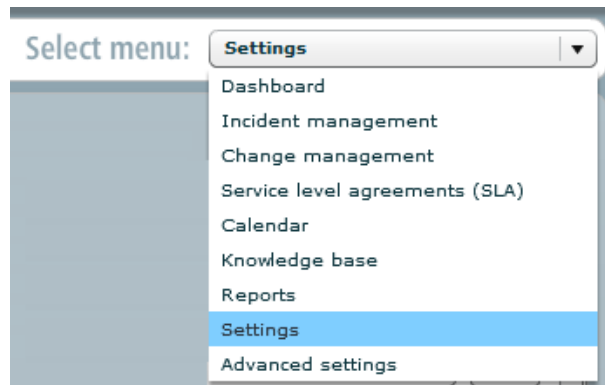 Select menu: Settings
Dashboard
Incident management
Change management
Service level agreements (SLA)
Calendar
Knowledge base
Reports
Settings
Advanced settings